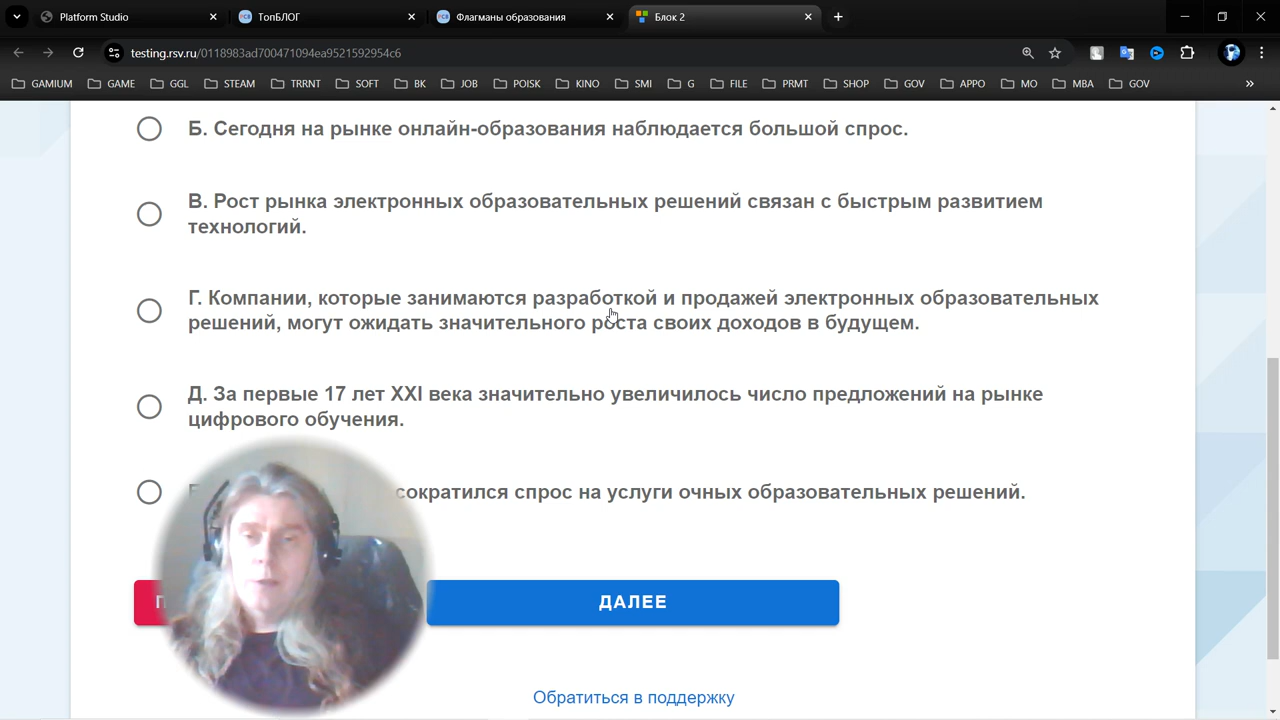 Platform Studio
ТопБЛОГ
Флагманы образования
Блок 2
testing.rsv.ru/0118983ad700471094ea9521592954c6
GAMIUM
GAME
GGL
STEAM
TRRNT
SOFT
BK
JOB
POISK
KINO
SMI
G
FILE
PRMT
SHOP
GOV
APPO
MO
MBA
GOV
Б. Сегодня на рынке онлайн-образования наблюдается большой спрос.
В. Рост рынка электронных образовательных решений связан с быстрым развитием
технологий.
Г. Компании, которые занимаются разработкой и продажей электронных образовательных
решений, могут ожидать значительного роста своих доходов в будущем.
Д. За первые 17 лет XXI века значительно увеличилось число предложений на рынке
цифрового обучения.
сократился спрос на услуги очных образовательных решений.
ДАЛЕЕ
Обратиться в поддержку